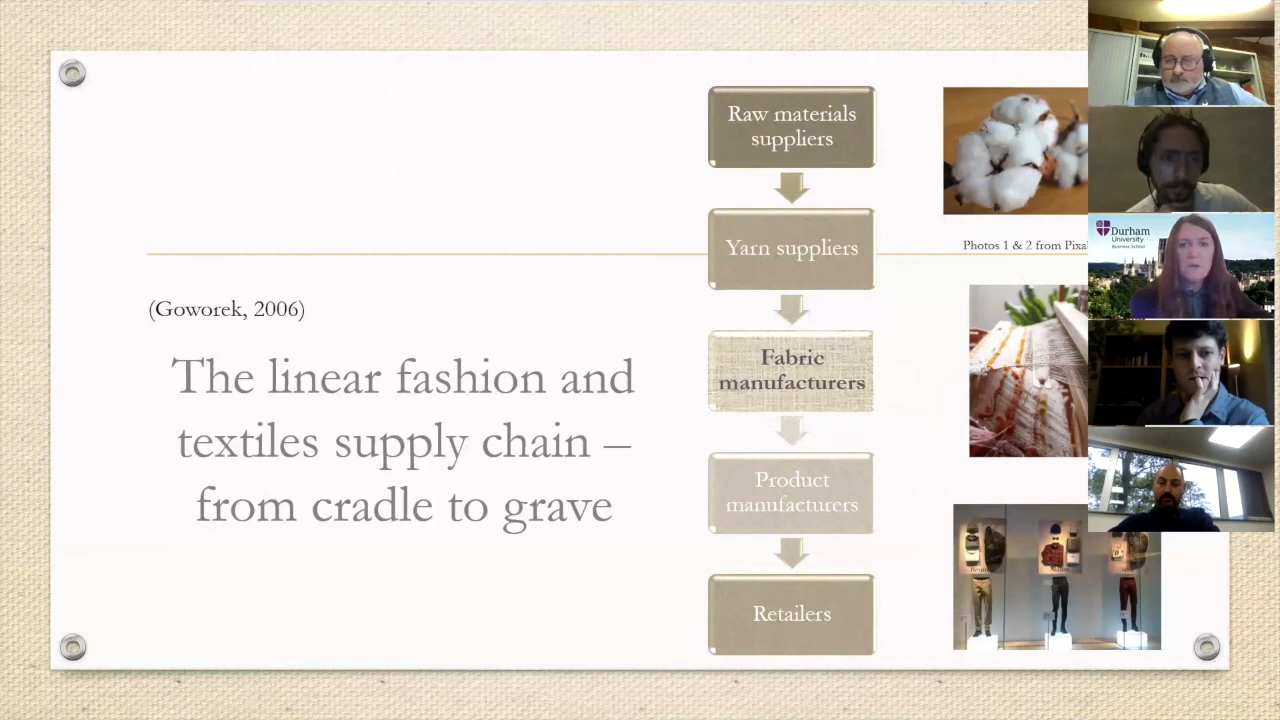 (Goworek, 2006)
The linear fashion and
textiles supply chain –
from cradle to grave
Raw materials
suppliers
Yarn suppliers
Fabric
manufacturers
Product
manufacturers
Retailers
Photos 1 & 2 from
Durham
University
Business School